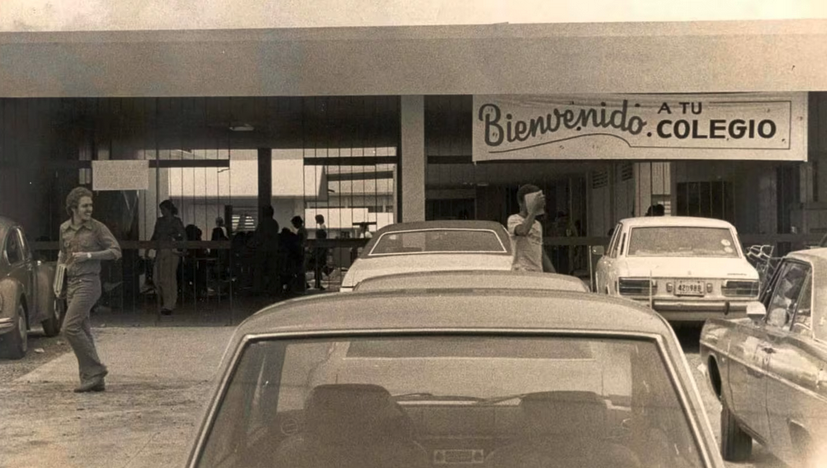 Bienvenido.
A TU
COLEGIO